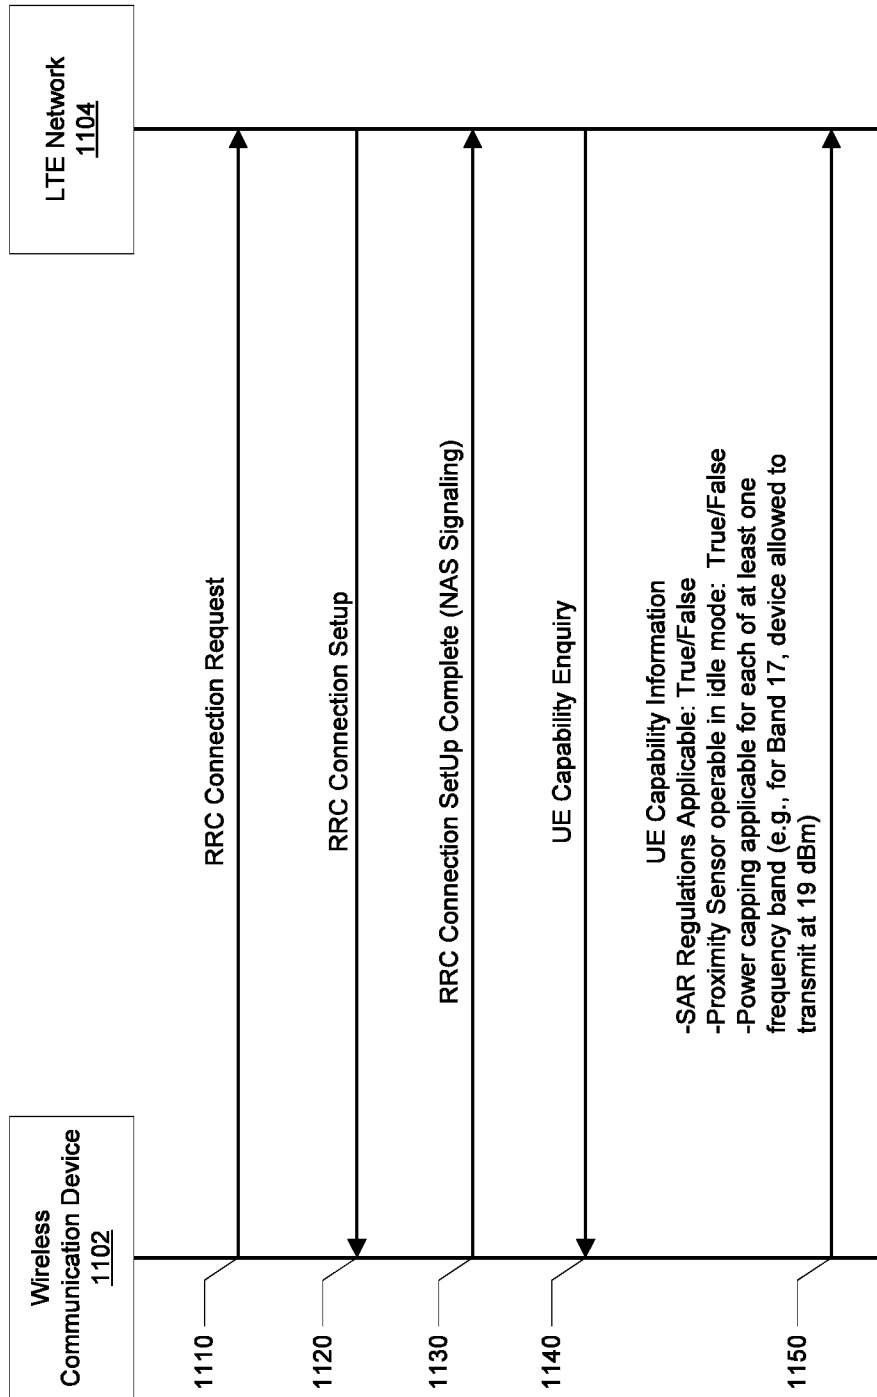 Wireless
Communication Device
1102
LTE Network
1104
1110
RRC Connection Request
1120
RRC Connection Setup
1130
RRC Connection SetUp Complete (NAS Signaling)
1140
UE Capability Enquiry
1150
UE Capability Information
-SAR Regulations Applicable: True/False
-Proximity Sensor operable in idle mode: True/False
-Power capping applicable for each of at least one
frequency band (e.g., for Band 17, device allowed to
transmit at 19 dBm)